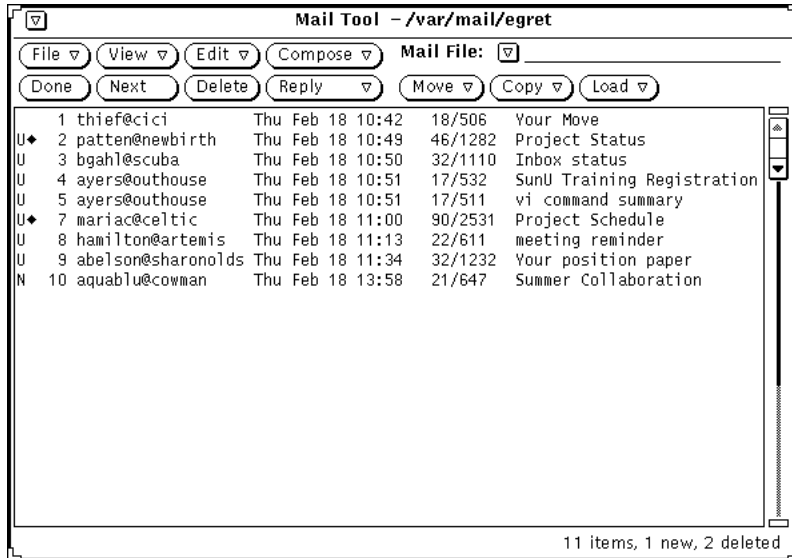 Mail Tool – /var/mail/egret
File View Edit Compose Mail File:
Done Next Delete Reply Move Copy Load
1 thief@cici Thu Feb 18 10:42 18/506 Your Move
U◆ 2 patten@newbirth Thu Feb 18 10:49 46/1282 Project Status
U 3 bgahl@scuba Thu Feb 18 10:50 32/1110 Inbox status
U 4 ayers@outhouse Thu Feb 18 10:51 17/532 SunU Training Registration
U 5 ayers@outhouse Thu Feb 18 10:51 17/511 vi command summary
U◆ 7 mariac@celtic Thu Feb 18 11:00 90/2531 Project Schedule
U 8 hamilton@artemis Thu Feb 18 11:13 22/611 meeting reminder
U 9 abelson@sharonolds Thu Feb 18 11:34 32/1232 Your position paper
N 10 aquablu@cowman Thu Feb 18 13:58 21/647 Summer Collaboration
11 items, 1 new, 2 deleted